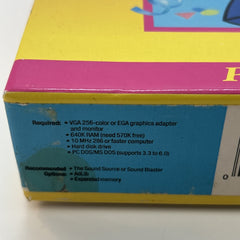 Required:
• VGA 256-color or EGA graphics adapter
and monitor
• 640K RAM (need 570K free)
• 10 MHz 286 or faster computer
• Hard disk drive
• PC DOS/MS DOS (supports 3.3 to 6.0)
Recommended • The Sound Source or Sound Blaster
Options: • AdLib
• Expanded memory